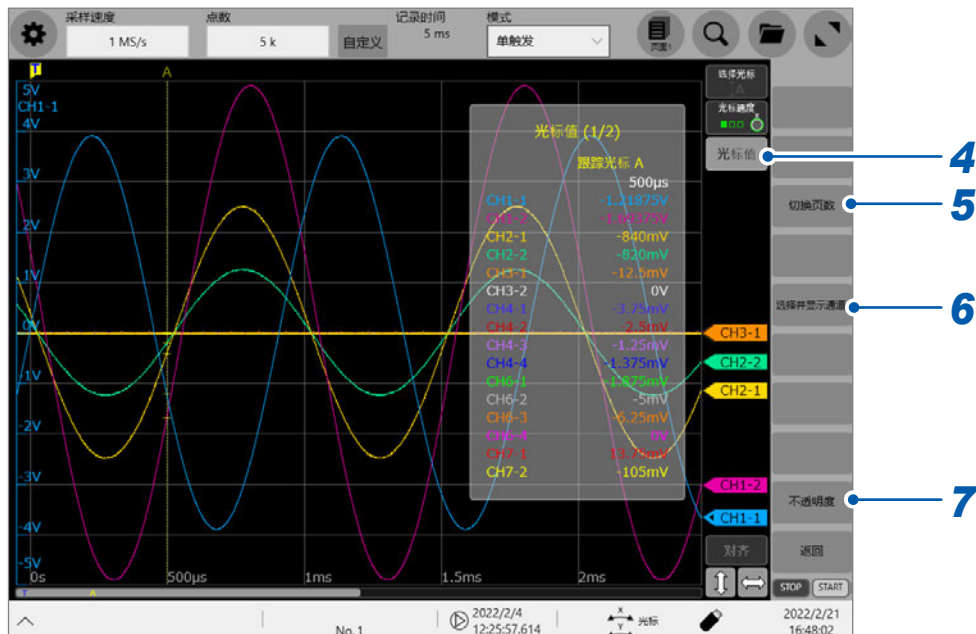 采样速度 点数 记录时间 模式
1 MS/s 5 k 自定义 5 ms 单触发 页面1
T A
5V
CH1-1
4V
3V
2V
1V
0V
-1V
-2V
-3V
-4V
-5V
0s 500μs 1ms 1.5ms 2ms
光标值 (1/2)
跟踪光标 A
500μs
CH1-1 -1.21875V
CH1-2 -1.69375V
CH2-1 -840mV
CH2-2 -820mV
CH3-1 -12.5mV
CH3-2 0V
CH4-1 -3.75mV
CH4-2 -2.5mV
CH4-3 -1.25mV
CH4-4 -1.375mV
CH6-1 -1.875mV
CH6-2 -5mV
CH6-3 -6.25mV
CH6-4 0V
CH7-1 13.75mV
CH7-2 -105mV
选择光标
A
光标速度
光标值
4
切换页数
5
选择并显示通道
6
CH3-1
CH2-2
CH2-1
CH1-2
CH1-1
不透明度
7
对齐 返回
STOP START
T A
No. 1
2022/2/4
12:25:57.614
X
Y
光标
2022/2/21
16:48:02